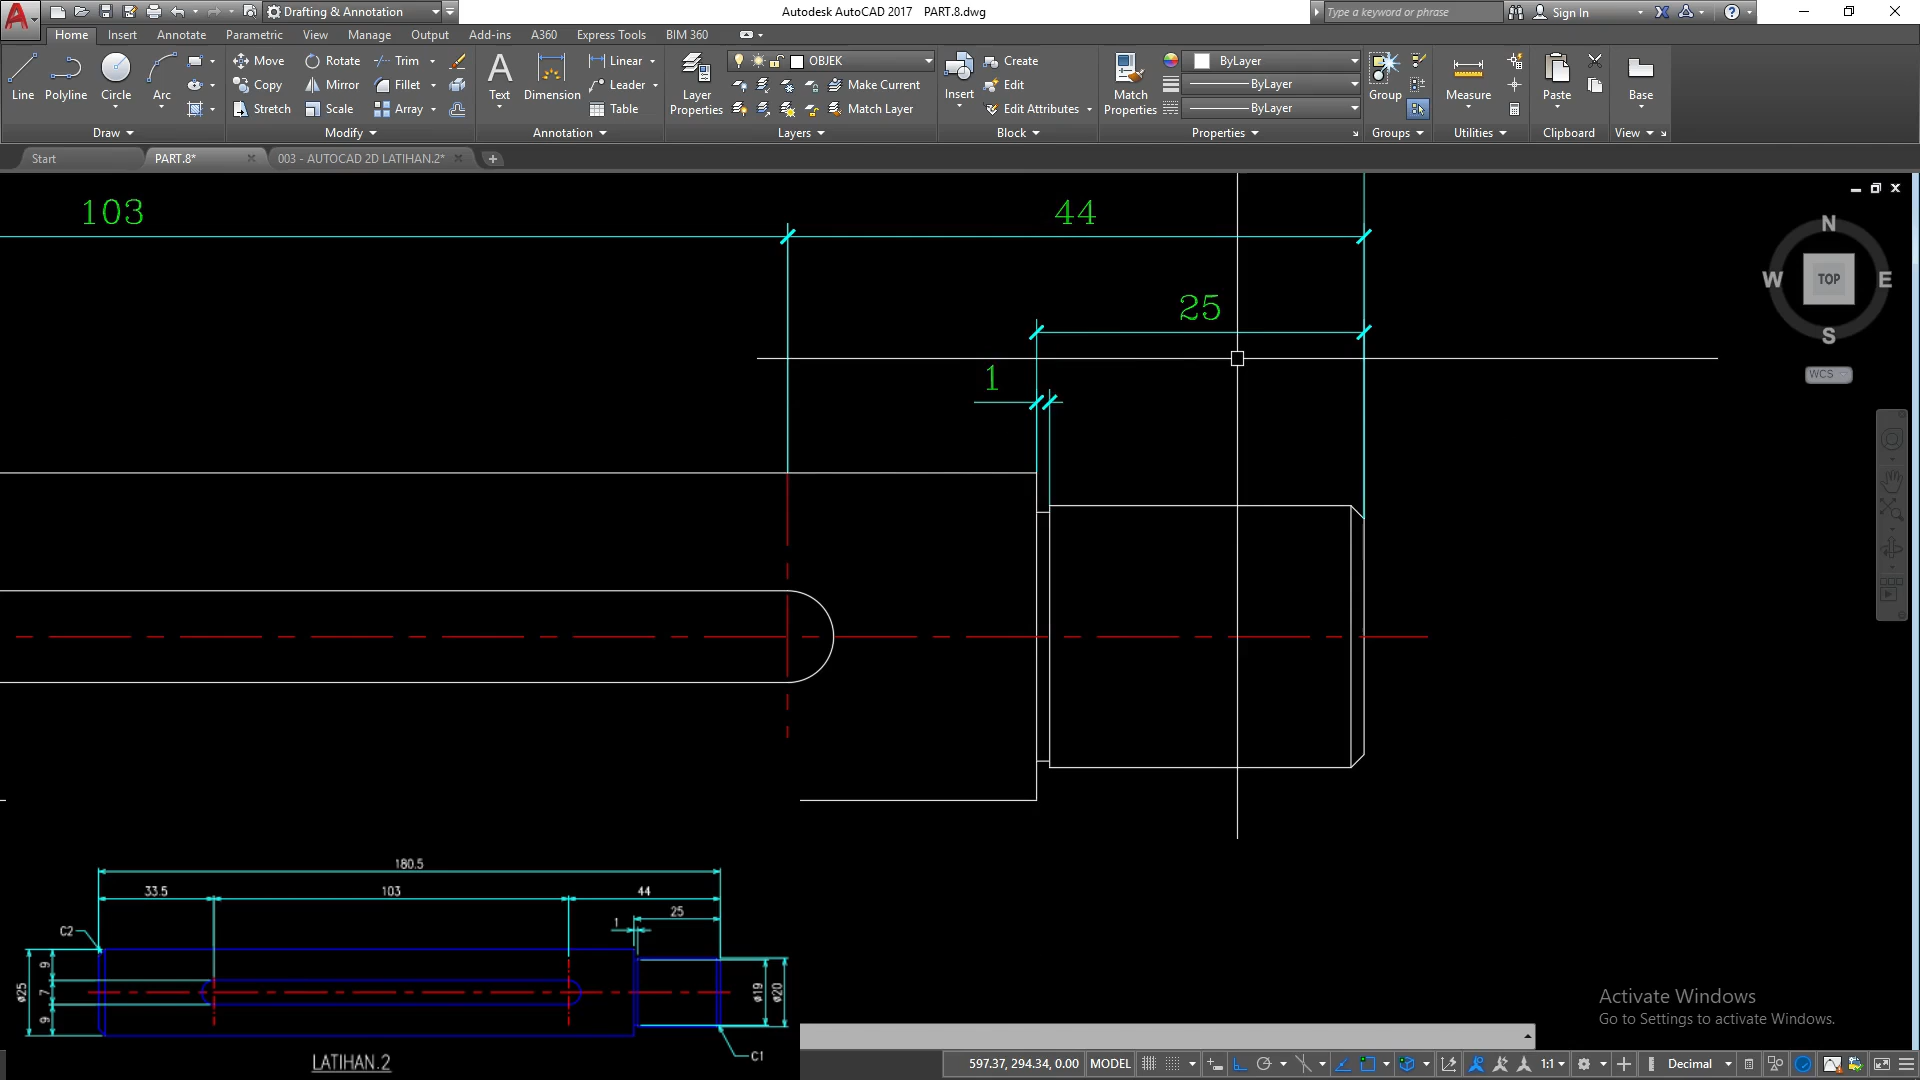 Drafting & Annotation
Autodesk AutoCAD 2017 PART.8.dwg
Type a keyword or phrase
Sign In
Home Insert Annotate Parametric View Manage Output Add-ins A360 Express Tools BIM 360
Line Polyline Circle Arc
Move Rotate Trim
Copy Mirror Fillet
Stretch Scale Array
Text Dimension
Linear
Leader
Table
Layer Properties
OBJEK
Make Current
Match Layer
Insert
Create
Edit
Edit Attributes
Match Properties
ByLayer
ByLayer
ByLayer
Group
Measure
Paste
Base
Draw Modify Annotation Layers Block Properties Groups Utilities Clipboard View
Start PART.8* 003 - AUTOCAD 2D LATIHAN.2*
103
44
25
1
N
W TOP E
S
WCS
180.5
33.5 103 44
25
1
C2
9
7
9
ø25
ø19
ø20
C1
LATIHAN.2
Activate Windows
Go to Settings to activate Windows.
597.37, 294.34, 0.00 MODEL 1:1 Decimal